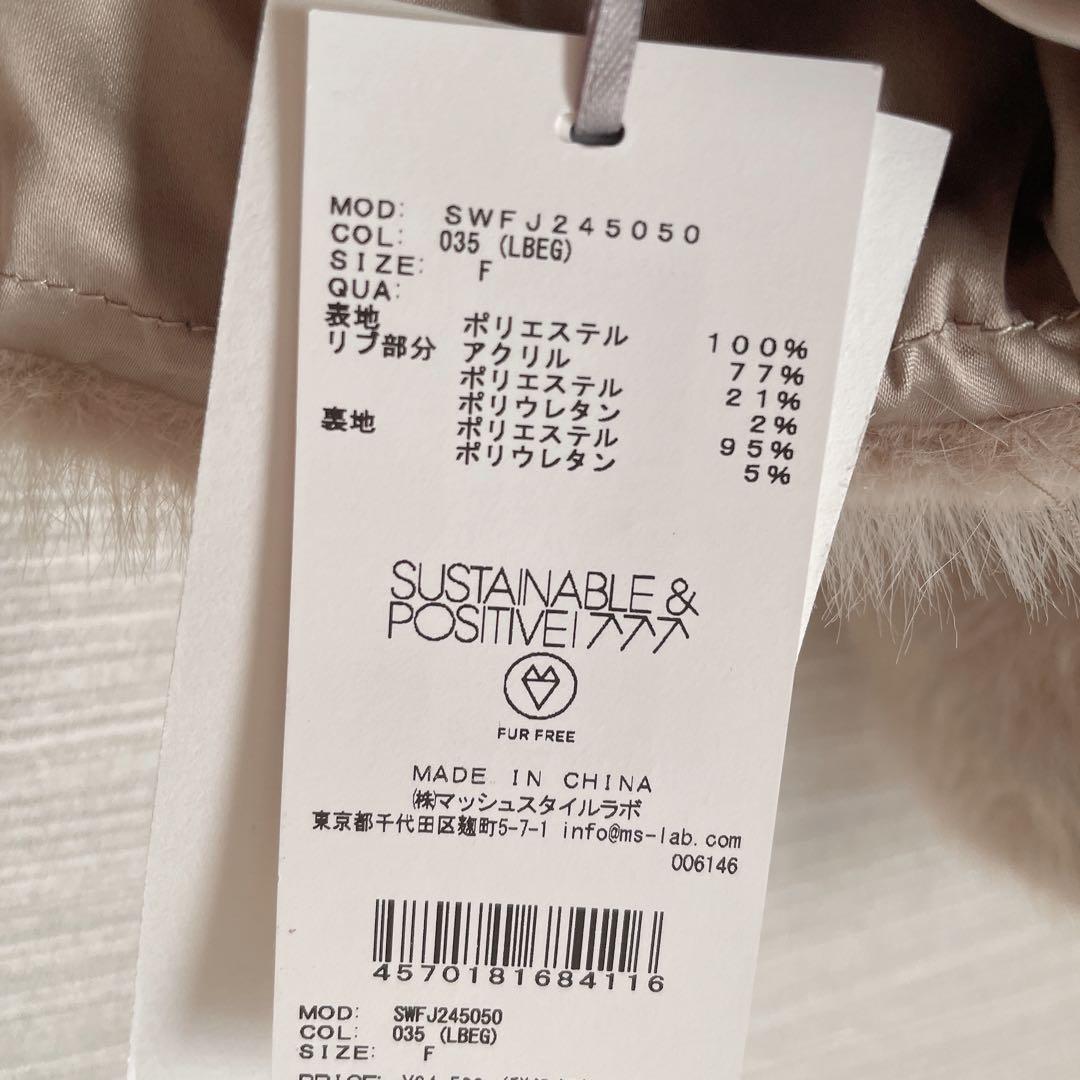 MOD: SWFJ245050
COL: 035 (LBEG)
SIZE: F
QUA:
表地 ポリエステル 100%
リブ部分 アクリル 77%
ポリエステル 21%
ポリウレタン 2%
裏地 ポリエステル 95%
ポリウレタン 5%
SUSTAINABLE &
POSITIVE!
FUR FREE
MADE IN CHINA
㈱マッシュスタイルラボ
東京都千代田区麹町5-7-1 info@ms-lab.com
006146
4570181684116
MOD: SWFJ245050
COL: 035 (LBEG)
SIZE: F
PRICE: